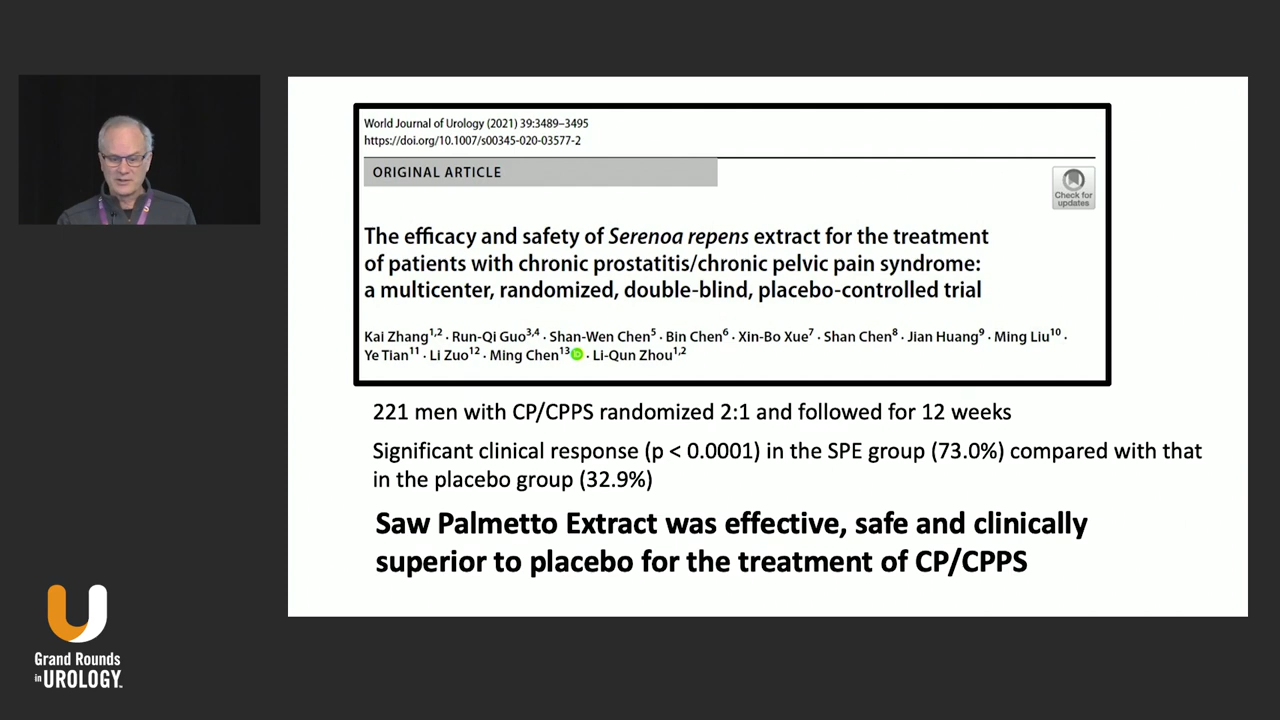 World Journal of Urology (2021) 39:3489–3495
https://doi.org/10.1007/s00345-020-03577-2
ORIGINAL ARTICLE
Check for
updates
The efficacy and safety of Serenoa repens extract for the treatment
of patients with chronic prostatitis/chronic pelvic pain syndrome:
a multicenter, randomized, double-blind, placebo-controlled trial
Kai Zhang1,2 · Run-Qi Guo3,4 · Shan-Wen Chen5 · Bin Chen6 · Xin-Bo Xue7 · Shan Chen8 · Jian Huang9 · Ming Liu10 ·
Ye Tian11 · Li Zuo12 · Ming Chen13 · Li-Qun Zhou1,2
221 men with CP/CPPS randomized 2:1 and followed for 12 weeks
Significant clinical response (p < 0.0001) in the SPE group (73.0%) compared with that
in the placebo group (32.9%)
Saw Palmetto Extract was effective, safe and clinically
superior to placebo for the treatment of CP/CPPS
Grand Rounds
in UROLOGY™